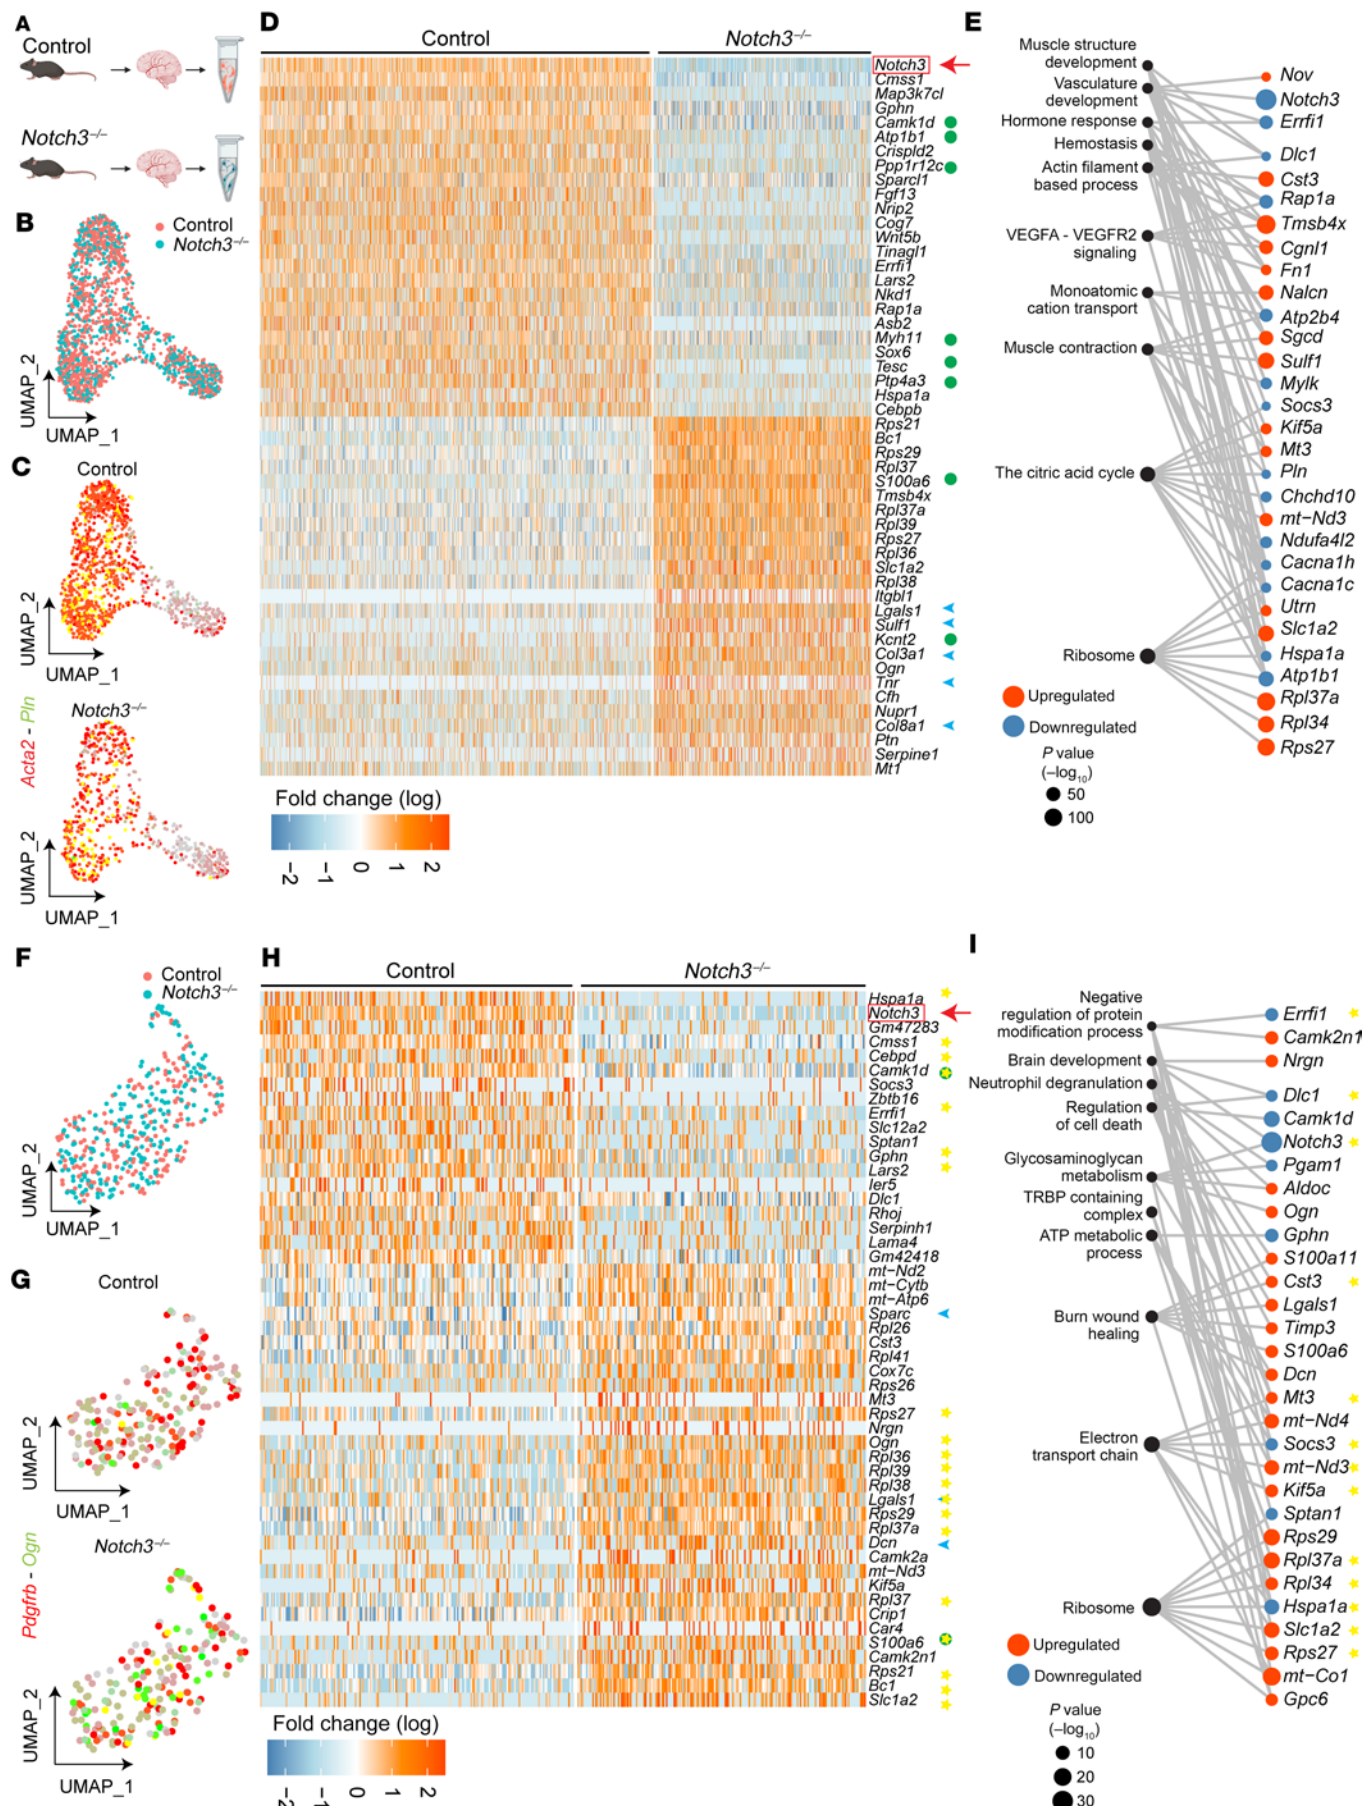 A
Control
Notch3–/–
B
Control
Notch3–/–
UMAP_2
UMAP_1
C
Control
UMAP_2
UMAP_1
Acta2 - Pln
Notch3–/–
UMAP_2
UMAP_1
D
Control
Notch3–/–
Notch3
Cmss1
Map3k7cl
Gphn
Camk1d
Atp1b1
Crispld2
Ppp1r12c
Sparcl1
Fgf13
Nrip2
Cog7
Wnt5b
Tinagl1
Errfi1
Lars2
Nkd1
Rap1a
Asb2
Myh11
Sox6
Tesc
Ptp4a3
Hspa1a
Cebpb
Rps21
Bc1
Rps29
Rpl37
S100a6
Tmsb4x
Rpl37a
Rpl39
Rps27
Rpl36
Slc1a2
Rpl38
Itgbl1
Lgals1
Sulf1
Kcnt2
Col3a1
Ogn
Tnr
Cfh
Nupr1
Col8a1
Ptn
Serpine1
Mt1
Fold change (log)
–2
–1
0
1
2
E
Muscle structure
development
Vasculature
development
Hormone response
Hemostasis
Actin filament
based process
VEGFA - VEGFR2
signaling
Monoatomic
cation transport
Muscle contraction
The citric acid cycle
Ribosome
Nov
Notch3
Errfi1
Dlc1
Cst3
Rap1a
Tmsb4x
Cgnl1
Fn1
Nalcn
Atp2b4
Sgcd
Sulf1
Mylk
Socs3
Kif5a
Mt3
Pln
Chchd10
mt−Nd3
Ndufa4l2
Cacna1h
Cacna1c
Utrn
Slc1a2
Hspa1a
Atp1b1
Rpl37a
Rpl34
Rps27
Upregulated
Downregulated
P value
(–log10)
50
100
F
Control
Notch3–/–
UMAP_2
UMAP_1
G
Control
UMAP_2
UMAP_1
Pdgfrb - Ogn
Notch3–/–
UMAP_2
UMAP_1
H
Control
Notch3–/–
Hspa1a
Notch3
Gm47283
Cmss1
Cebpd
Camk1d
Socs3
Zbtb16
Errfi1
Slc12a2
Sptan1
Gphn
Lars2
Ier5
Dlc1
Rhoj
Serpinh1
Lama4
Gm42418
mt−Nd2
mt−Cytb
mt−Atp6
Sparc
Rpl26
Cst3
Rpl41
Cox7c
Rps26
Mt3
Rps27
Nrgn
Ogn
Rpl36
Rpl39
Rpl38
Lgals1
Rps29
Rpl37a
Dcn
Camk2a
mt−Nd3
Kif5a
Rpl37
Crip1
Car4
S100a6
Camk2n1
Rps21
Bc1
Slc1a2
Fold change (log)
–2
–1
0
1
2
I
Negative
regulation of protein
modification process
Brain development
Neutrophil degranulation
Regulation
of cell death
Glycosaminoglycan
metabolism
TRBP containing
complex
ATP metabolic
process
Burn wound
healing
Electron
transport chain
Ribosome
Errfi1
Camk2n1
Nrgn
Dlc1
Camk1d
Notch3
Pgam1
Aldoc
Ogn
Gphn
S100a11
Cst3
Lgals1
Timp3
S100a6
Dcn
Mt3
mt−Nd4
Socs3
mt−Nd3
Kif5a
Sptan1
Rps29
Rpl37a
Rpl34
Hspa1a
Slc1a2
Rps27
mt−Co1
Gpc6
Upregulated
Downregulated
P value
(–log10)
10
20
30